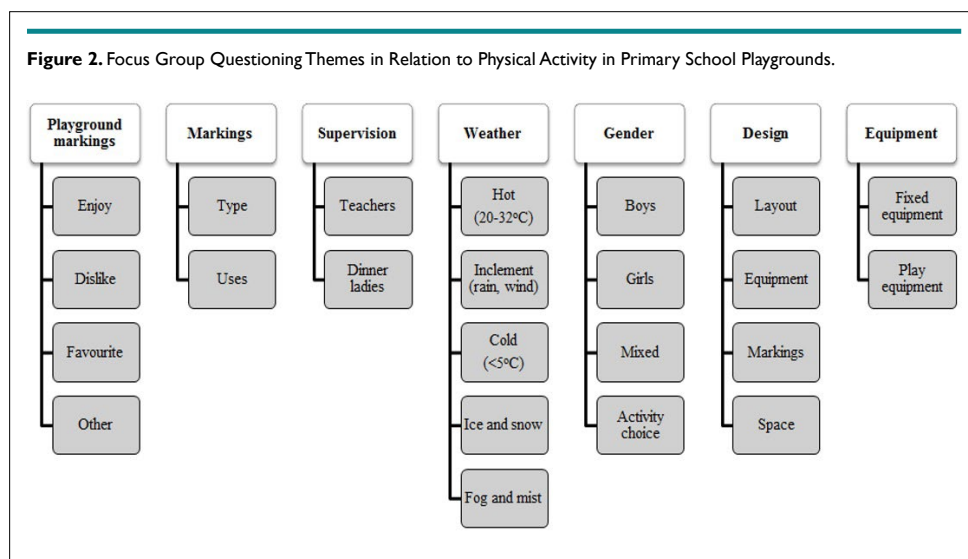 Figure 2. Focus Group Questioning Themes in Relation to Physical Activity in Primary School Playgrounds.
Playground
markings
Enjoy
Dislike
Favourite
Other
Markings
Type
Uses
Supervision
Teachers
Dinner
ladies
Weather
Hot
(20-32°C)
Inclement
(rain, wind)
Cold
(<5°C)
Ice and snow
Fog and mist
Gender
Boys
Girls
Mixed
Activity
choice
Design
Layout
Equipment
Markings
Space
Equipment
Fixed
equipment
Play
equipment